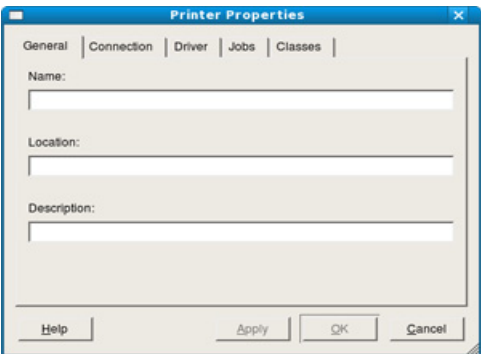 Printer Properties
General Connection Driver Jobs Classes
Name:
Location:
Description:
Help Apply OK Cancel